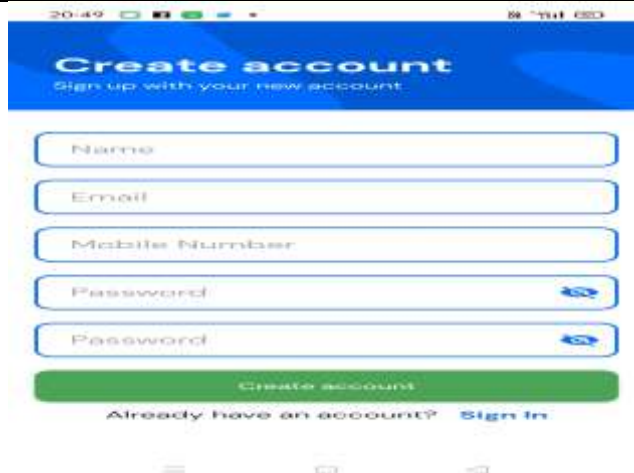 20:49
Create account
Sign up with your new account
Name
Email
Mobile Number
Password
Password
Create account
Already have an account? Sign In